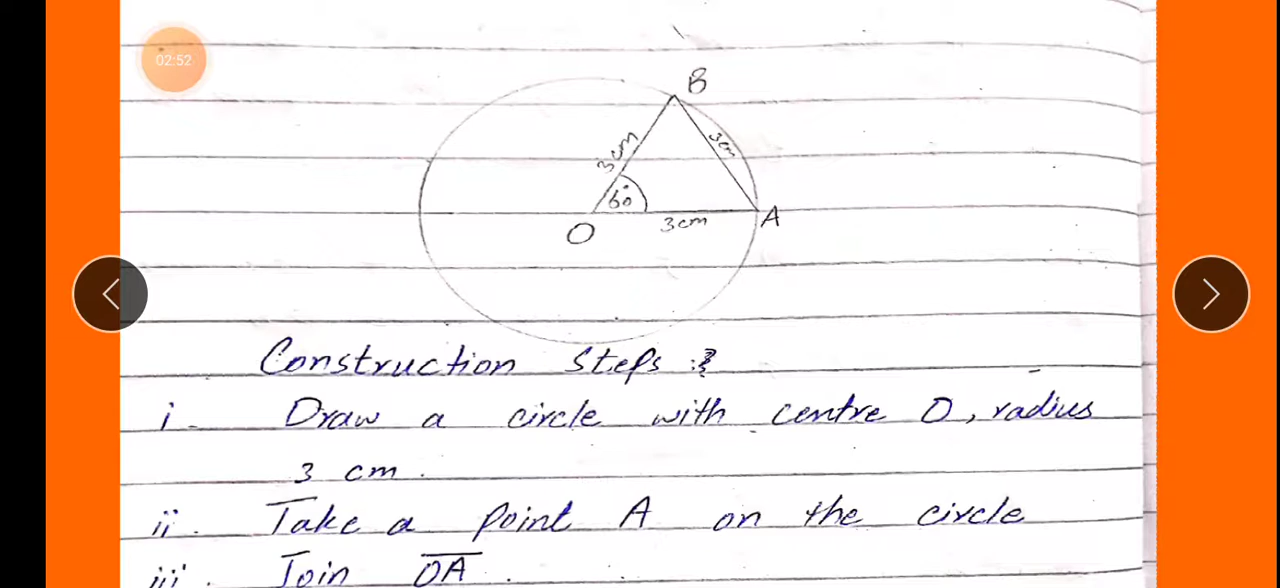 02:52
B
3cm
3cm
60°
3cm
O
A
Construction Steps :
i. Draw a circle with centre O, radius
3 cm.
ii. Take a point A on the circle
iii. Join OA.